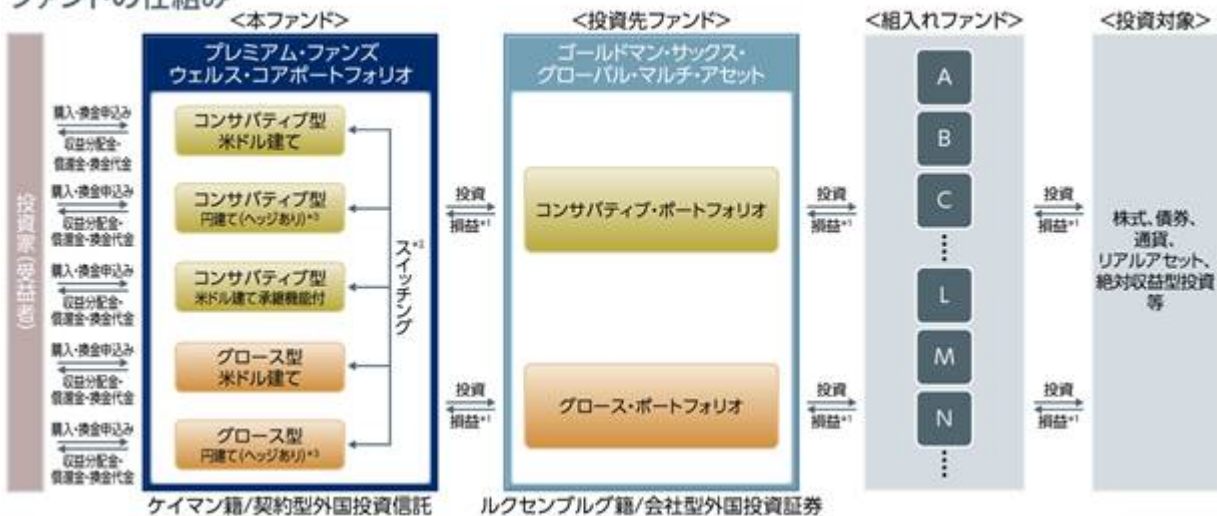 ファンドの仕組み
<本ファンド>
<投資先ファンド>
<組入れファンド>
<投資対象>
投資家(受益者)
プレミアム・ファンズ
ウェルス・コアポートフォリオ
購入・換金申込み
収益分配金・
償還金・換金代金
コンサバティブ型
米ドル建て
購入・換金申込み
収益分配金・
償還金・換金代金
コンサバティブ型
円建て(ヘッジあり)*3
購入・換金申込み
収益分配金・
償還金・換金代金
コンサバティブ型
米ドル建て承継機能付
購入・換金申込み
収益分配金・
償還金・換金代金
グロース型
米ドル建て
購入・換金申込み
収益分配金・
償還金・換金代金
グロース型
円建て(ヘッジあり)*3
スイッチング*2
ケイマン籍/契約型外国投資信託
投資
損益*1
投資
損益*1
ゴールドマン・サックス・
グローバル・マルチ・アセット
コンサバティブ・ポートフォリオ
グロース・ポートフォリオ
ルクセンブルグ籍/会社型外国投資証券
投資
損益*1
投資
損益*1
A
B
C
L
M
N
投資
損益*1
投資
損益*1
株式、債券、
通貨、
リアルアセット、
絶対収益型投資
等